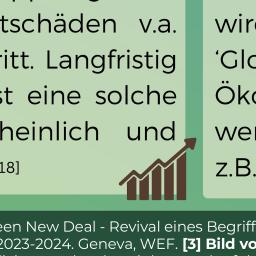 tschäden v.a.
ritt. Langfristig
st eine solche
heinlich und
18]
wir
'Glo
Öko
wer
z.B.
een New Deal - Revival eines Begriff
2023-2024. Geneva, WEF. [3] Bild vo